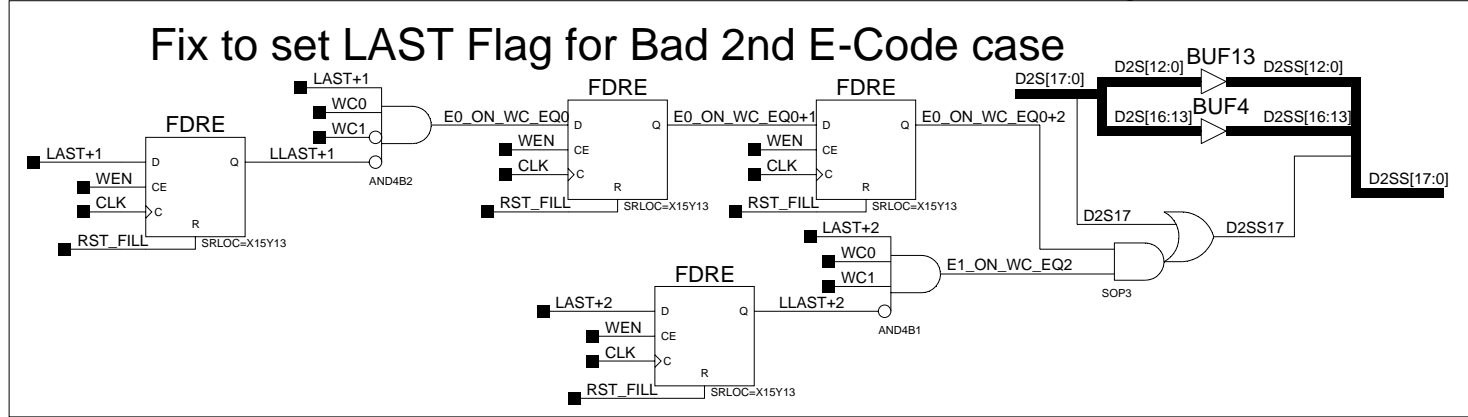 Fix to set LAST Flag for Bad 2nd E-Code case
LAST+1
WC0
WC1
AND4B2
E0_ON_WC_EQ0
FDRE
LAST+1
D
Q
LLAST+1
WEN
CE
CLK
C
R
RST_FILL
SRLOC=X15Y13
FDRE
D
Q
E0_ON_WC_EQ0+1
WEN
CE
CLK
C
R
RST_FILL
SRLOC=X15Y13
FDRE
D
Q
E0_ON_WC_EQ0+2
WEN
CE
CLK
C
R
RST_FILL
SRLOC=X15Y13
D2S[17:0]
D2S[12:0]
BUF13
D2SS[12:0]
D2S[16:13]
BUF4
D2SS[16:13]
D2SS[17:0]
D2S17
D2SS17
SOP3
LAST+2
WC0
WC1
E1_ON_WC_EQ2
AND4B1
FDRE
LAST+2
D
Q
LLAST+2
WEN
CE
CLK
C
R
RST_FILL
SRLOC=X15Y13